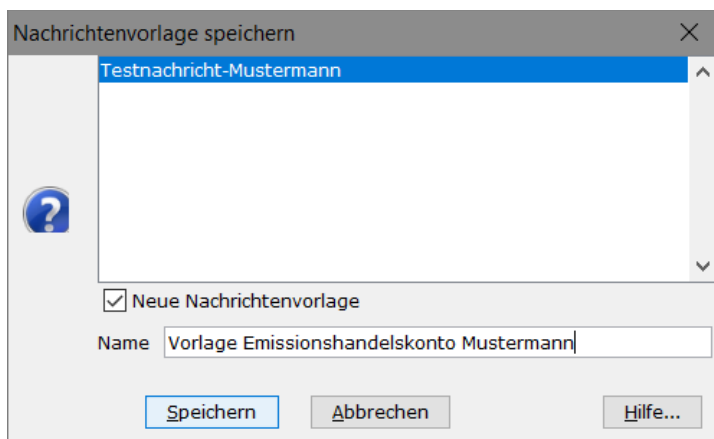 Nachrichtenvorlage speichern
Testnachricht-Mustermann
Neue Nachrichtenvorlage
Name Vorlage Emissionshandelskonto Mustermann
Speichern Abbrechen Hilfe...